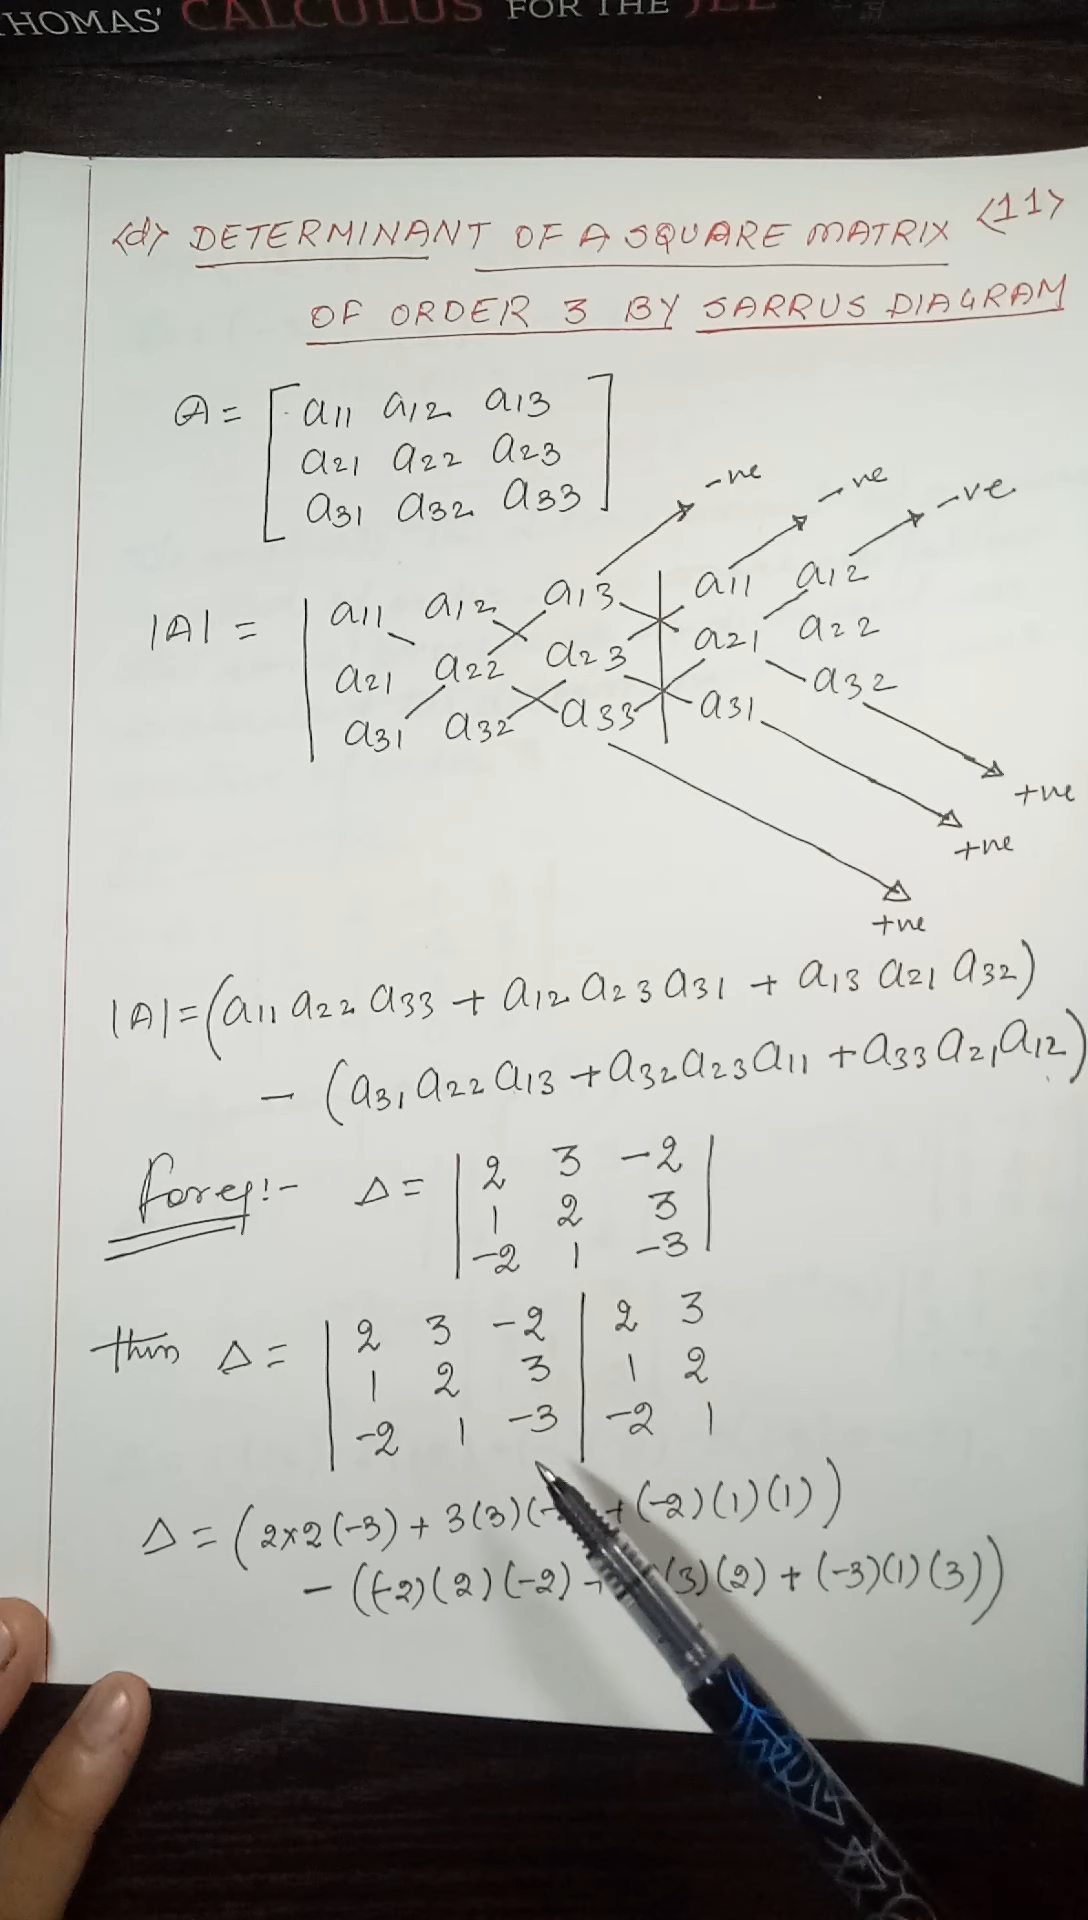 HOMAS' CALCULUS FOR THE JEE
<d> DETERMINANT OF A SQUARE MATRIX <11>
OF ORDER 3 BY SARRUS DIAGRAM
A = [ a11 a12 a13
a21 a22 a23
a31 a32 a33 ]
-ve -ve -ve
|A| = | a11 a12 a13 | a11 a12
a21 a22 a23 | a21 a22
a31 a32 a33 | a31 a32
+ve
+ve
+ve
|A| = (a11 a22 a33 + a12 a23 a31 + a13 a21 a32)
- (a31 a22 a13 + a32 a23 a11 + a33 a21 a12)
For eg:- Δ = | 2 3 -2 |
1 2 3
-2 1 -3
then Δ = | 2 3 -2 | 2 3
1 2 3 | 1 2
-2 1 -3 | -2 1
Δ = (2×2(-3) + 3(3)(- + (-2)(1)(1))
- ((-2)(2)(-2) + (3)(2) + (-3)(1)(3))